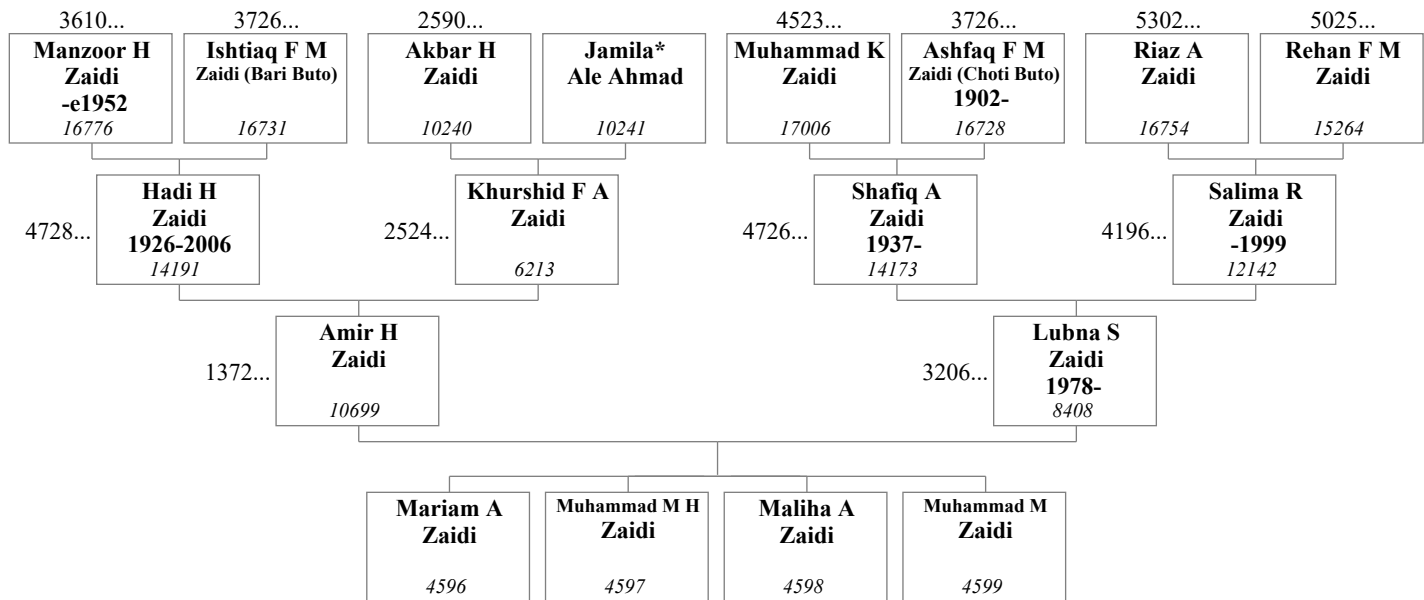 3610... 3726... 2590... 4523... 3726... 5302... 5025...
Manzoor H
Zaidi
-e1952
16776
Ishtiaq F M
Zaidi (Bari Buto)
16731
Akbar H
Zaidi
10240
Jamila*
Ale Ahmad
10241
Muhammad K
Zaidi
17006
Ashfaq F M
Zaidi (Choti Buto)
1902-
16728
Riaz A
Zaidi
16754
Rehan F M
Zaidi
15264
4728...
Hadi H
Zaidi
1926-2006
14191
2524...
Khurshid F A
Zaidi
6213
4726...
Shafiq A
Zaidi
1937-
14173
4196...
Salima R
Zaidi
-1999
12142
1372...
Amir H
Zaidi
10699
3206...
Lubna S
Zaidi
1978-
8408
Mariam A
Zaidi
4596
Muhammad M H
Zaidi
4597
Maliha A
Zaidi
4598
Muhammad M
Zaidi
4599